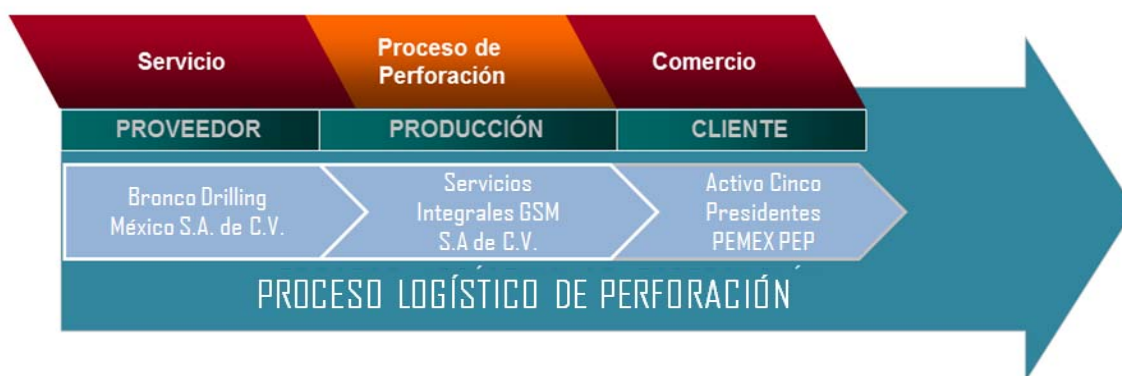 Servicio
Proceso de
Perforación
Comercio
PROVEEDOR
PRODUCCIÓN
CLIENTE
Bronco Drilling
México S.A. de C.V.
Servicios
Integrales GSM
S.A de C.V.
Activo Cinco
Presidentes
PEMEX PEP
PROCESO LOGÍSTICO DE PERFORACIÓN